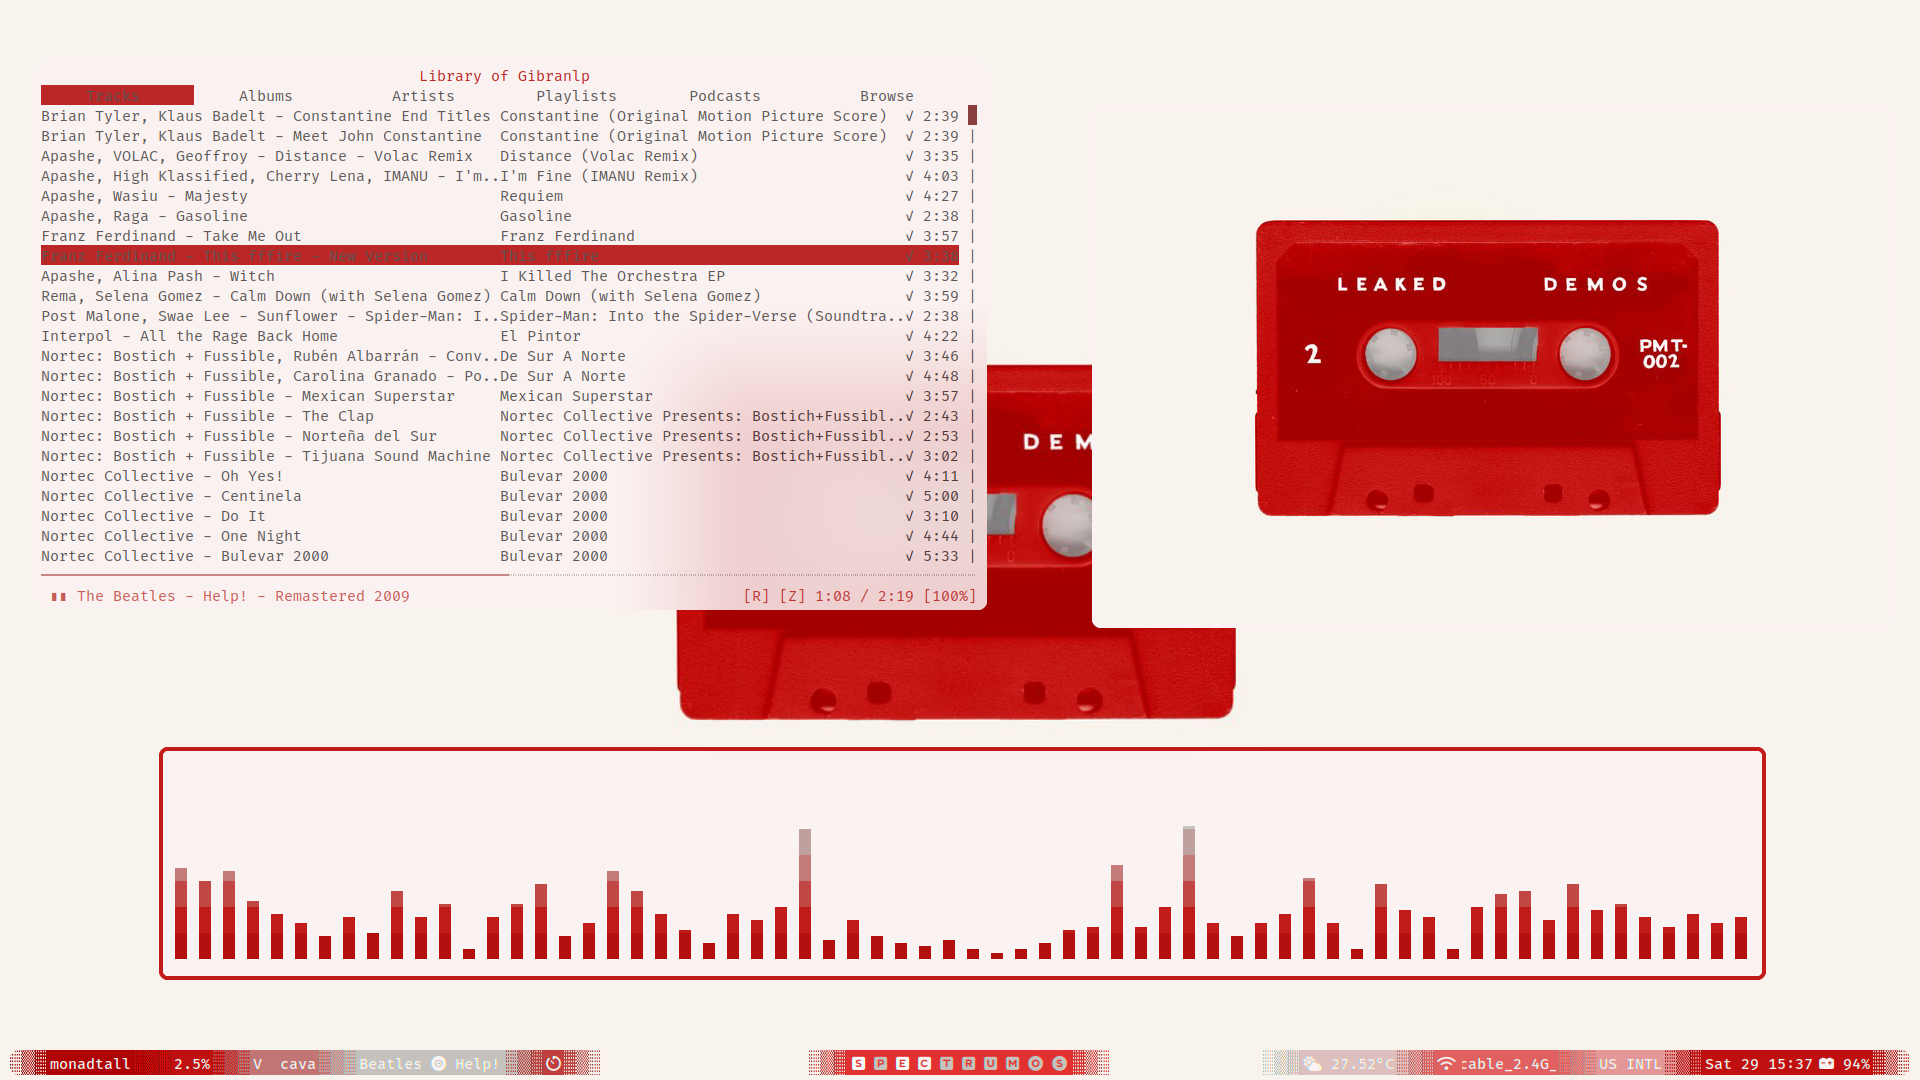 Library of Gibranlp
Tracks Albums Artists Playlists Podcasts Browse
Brian Tyler, Klaus Badelt - Constantine End Titles Constantine (Original Motion Picture Score) √ 2:39
Brian Tyler, Klaus Badelt - Meet John Constantine Constantine (Original Motion Picture Score) √ 2:39 |
Apashe, VOLAC, Geoffroy - Distance - Volac Remix Distance (Volac Remix) √ 3:35 |
Apashe, High Klassified, Cherry Lena, IMANU - I'm..I'm Fine (IMANU Remix) √ 4:03 |
Apashe, Wasiu - Majesty Requiem √ 4:27 |
Apashe, Raga - Gasoline Gasoline √ 2:38 |
Franz Ferdinand - Take Me Out Franz Ferdinand √ 3:57 |
Franz Ferdinand - This fffire - New Version This fffire √ 3:38 |
Apashe, Alina Pash - Witch I Killed The Orchestra EP √ 3:32 |
Rema, Selena Gomez - Calm Down (with Selena Gomez) Calm Down (with Selena Gomez) √ 3:59 |
Post Malone, Swae Lee - Sunflower - Spider-Man: I..Spider-Man: Into the Spider-Verse (Soundtra..√ 2:38 |
Interpol - All the Rage Back Home El Pintor √ 4:22 |
Nortec: Bostich + Fussible, Rubén Albarrán - Conv..De Sur A Norte √ 3:46 |
Nortec: Bostich + Fussible, Carolina Granado - Po..De Sur A Norte √ 4:48 |
Nortec: Bostich + Fussible - Mexican Superstar Mexican Superstar √ 3:57 |
Nortec: Bostich + Fussible - The Clap Nortec Collective Presents: Bostich+Fussibl..√ 2:43 |
Nortec: Bostich + Fussible - Norteña del Sur Nortec Collective Presents: Bostich+Fussibl..√ 2:53 |
Nortec: Bostich + Fussible - Tijuana Sound Machine Nortec Collective Presents: Bostich+Fussibl..√ 3:02 |
Nortec Collective - Oh Yes! Bulevar 2000 √ 4:11 |
Nortec Collective - Centinela Bulevar 2000 √ 5:00 |
Nortec Collective - Do It Bulevar 2000 √ 3:10 |
Nortec Collective - One Night Bulevar 2000 √ 4:44 |
Nortec Collective - Bulevar 2000 Bulevar 2000 √ 5:33 |
The Beatles - Help! - Remastered 2009 [R] [Z] 1:08 / 2:19 [100%]
LEAKED DEMOS
2
PMT-
002
100 50 0
DEM
0
monadtall 2.5% V cava Beatles Help!
SPECTRUMOS
27.52°C cable_2.4G_ US INTL Sat 29 15:37 94%